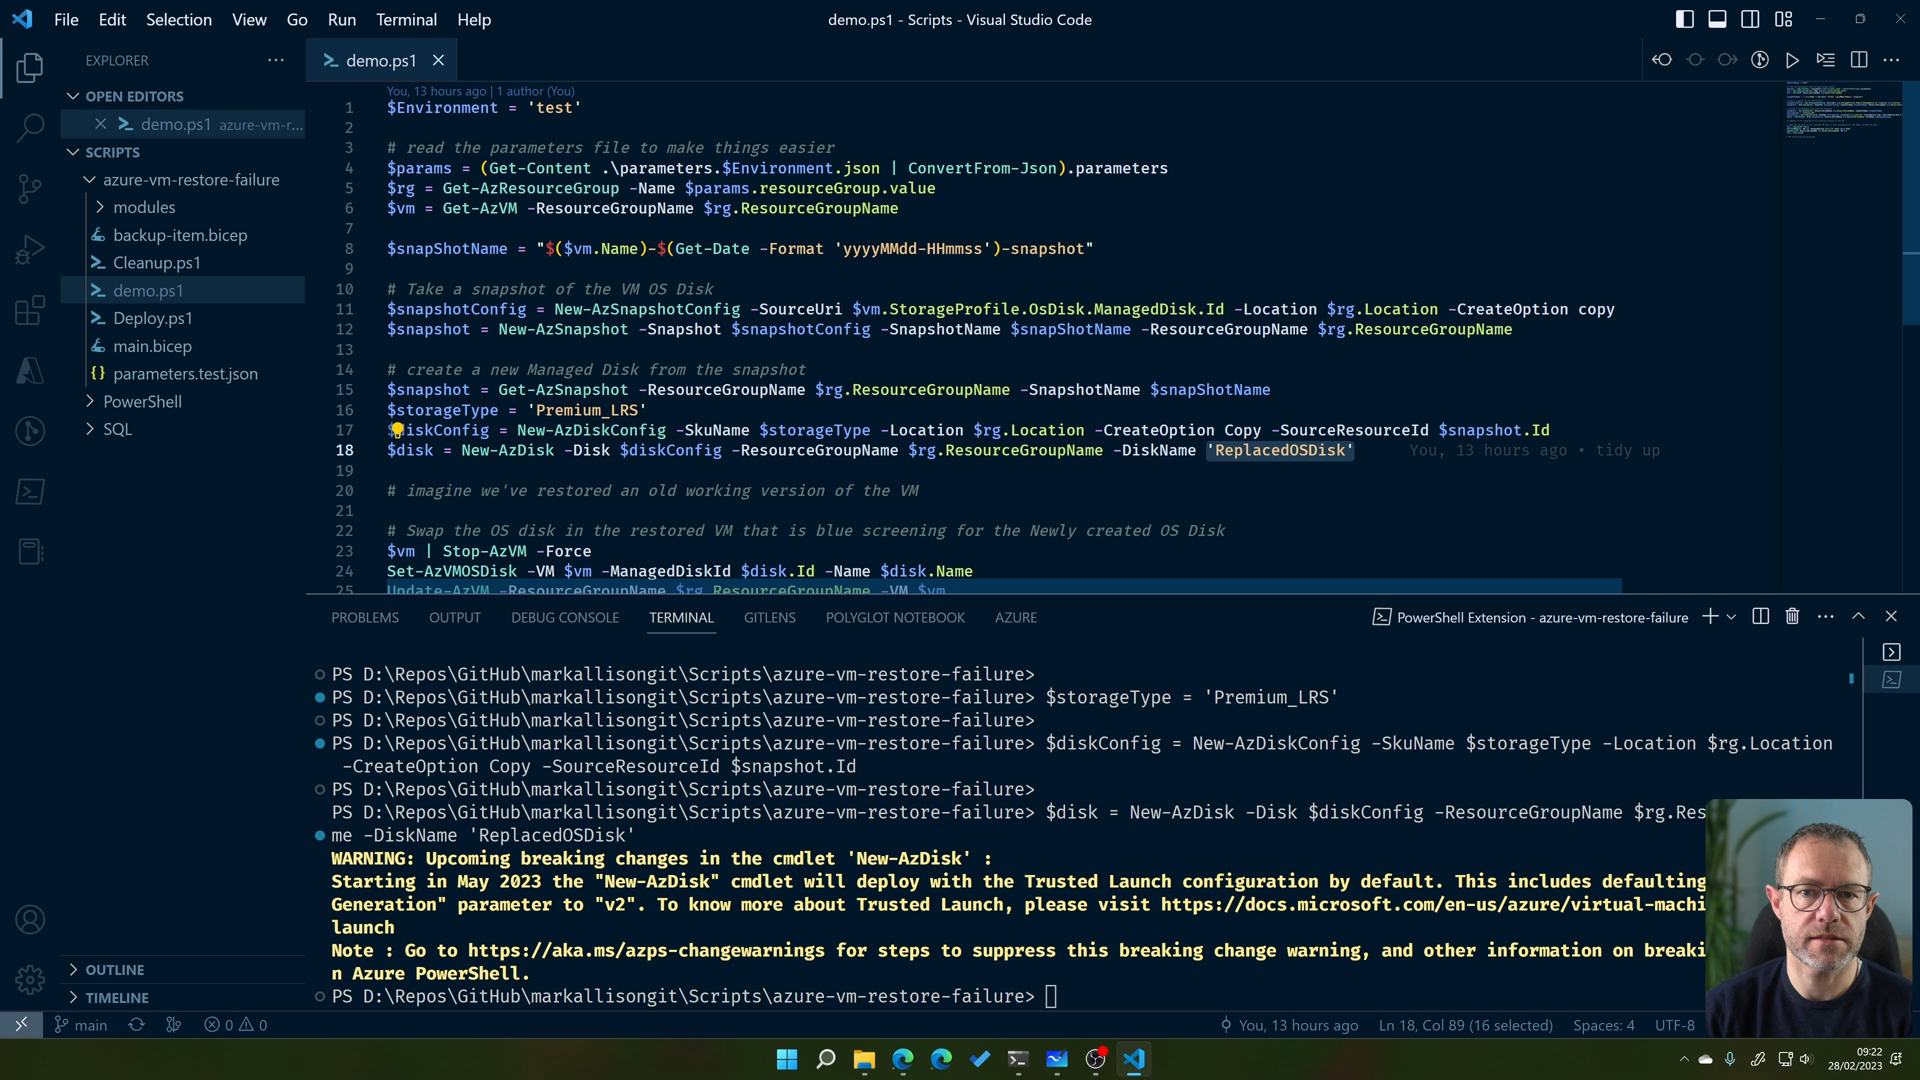 File Edit Selection View Go Run Terminal Help
demo.ps1 - Scripts - Visual Studio Code
EXPLORER
OPEN EDITORS
demo.ps1 azure-vm-r...
SCRIPTS
azure-vm-restore-failure
modules
backup-item.bicep
Cleanup.ps1
demo.ps1
Deploy.ps1
main.bicep
parameters.test.json
PowerShell
SQL
OUTLINE
TIMELINE
demo.ps1
You, 13 hours ago | 1 author (You)
1 $Environment = 'test'
2
3 # read the parameters file to make things easier
4 $params = (Get-Content .\parameters.$Environment.json | ConvertFrom-Json).parameters
5 $rg = Get-AzResourceGroup -Name $params.resourceGroup.value
6 $vm = Get-AzVM -ResourceGroupName $rg.ResourceGroupName
7
8 $snapShotName = "$($vm.Name)-$(Get-Date -Format 'yyyyMMdd-HHmmss')-snapshot"
9
10 # Take a snapshot of the VM OS Disk
11 $snapshotConfig = New-AzSnapshotConfig -SourceUri $vm.StorageProfile.OsDisk.ManagedDisk.Id -Location $rg.Location -CreateOption copy
12 $snapshot = New-AzSnapshot -Snapshot $snapshotConfig -SnapshotName $snapShotName -ResourceGroupName $rg.ResourceGroupName
13
14 # create a new Managed Disk from the snapshot
15 $snapshot = Get-AzSnapshot -ResourceGroupName $rg.ResourceGroupName -SnapshotName $snapShotName
16 $storageType = 'Premium_LRS'
17 $diskConfig = New-AzDiskConfig -SkuName $storageType -Location $rg.Location -CreateOption Copy -SourceResourceId $snapshot.Id
18 $disk = New-AzDisk -Disk $diskConfig -ResourceGroupName $rg.ResourceGroupName -DiskName 'ReplacedOSDisk' You, 13 hours ago • tidy up
19
20 # imagine we've restored an old working version of the VM
21
22 # Swap the OS disk in the restored VM that is blue screening for the Newly created OS Disk
23 $vm | Stop-AzVM -Force
24 Set-AzVMOSDisk -VM $vm -ManagedDiskId $disk.Id -Name $disk.Name
25 Update-AzVM -ResourceGroupName $rg.ResourceGroupName -VM $vm
PROBLEMS OUTPUT DEBUG CONSOLE TERMINAL GITLENS POLYGLOT NOTEBOOK AZURE
PowerShell Extension - azure-vm-restore-failure
PS D:\Repos\GitHub\markallisongit\Scripts\azure-vm-restore-failure>
PS D:\Repos\GitHub\markallisongit\Scripts\azure-vm-restore-failure> $storageType = 'Premium_LRS'
PS D:\Repos\GitHub\markallisongit\Scripts\azure-vm-restore-failure>
PS D:\Repos\GitHub\markallisongit\Scripts\azure-vm-restore-failure> $diskConfig = New-AzDiskConfig -SkuName $storageType -Location $rg.Location
-CreateOption Copy -SourceResourceId $snapshot.Id
PS D:\Repos\GitHub\markallisongit\Scripts\azure-vm-restore-failure>
PS D:\Repos\GitHub\markallisongit\Scripts\azure-vm-restore-failure> $disk = New-AzDisk -Disk $diskConfig -ResourceGroupName $rg.Res
me -DiskName 'ReplacedOSDisk'
WARNING: Upcoming breaking changes in the cmdlet 'New-AzDisk' :
Starting in May 2023 the "New-AzDisk" cmdlet will deploy with the Trusted Launch configuration by default. This includes defaulting
Generation" parameter to "v2". To know more about Trusted Launch, please visit https://docs.microsoft.com/en-us/azure/virtual-machi
launch
Note : Go to https://aka.ms/azps-changewarnings for steps to suppress this breaking change warning, and other information on breaki
n Azure PowerShell.
PS D:\Repos\GitHub\markallisongit\Scripts\azure-vm-restore-failure>
main 0 0
You, 13 hours ago Ln 18, Col 89 (16 selected) Spaces: 4 UTF-8
09:22
28/02/2023